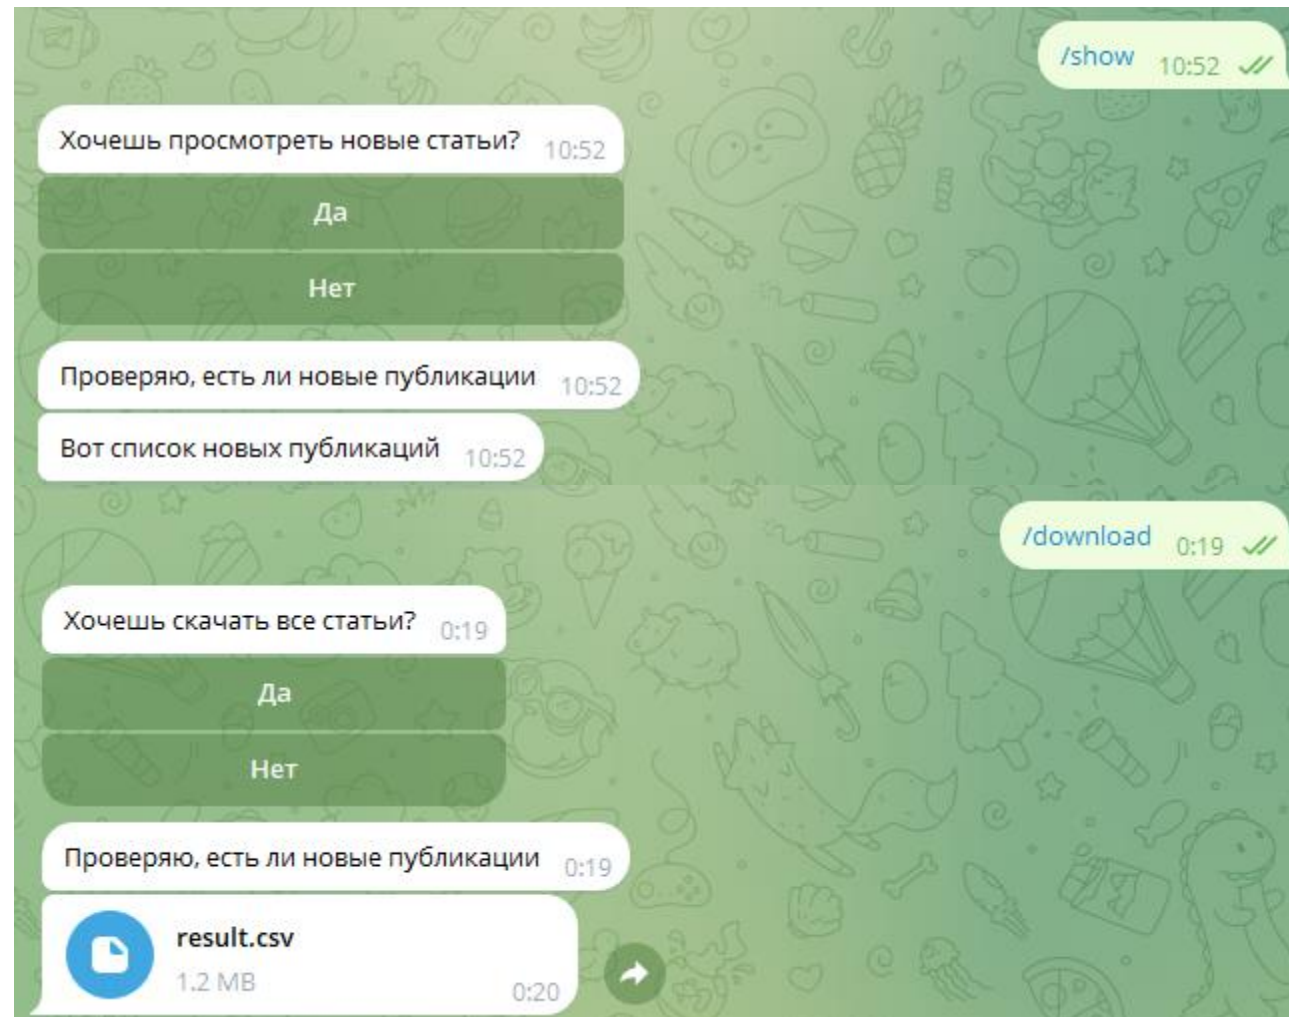 /show 10:52
Хочешь просмотреть новые статьи? 10:52
Да
Нет
Проверяю, есть ли новые публикации 10:52
Вот список новых публикаций 10:52
/download 0:19
Хочешь скачать все статьи? 0:19
Да
Нет
Проверяю, есть ли новые публикации 0:19
result.csv
1.2 MB 0:20